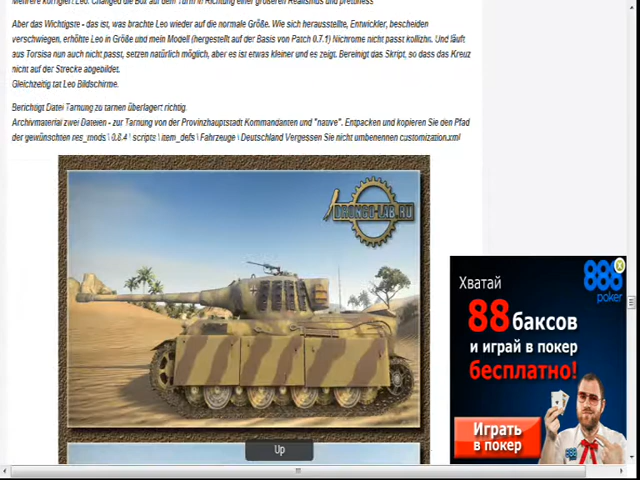 Mehrere korrigiert Leo. Changed die Box auf dem Turm in Richtung einer größeren Realismus und prettiness
Aber das Wichtigste - das ist, was brachte Leo wieder auf die normale Größe. Wie sich herausstellte, Entwickler, bescheiden
verschwiegen, erhöhte Leo in Größe und mein Modell (hergestellt auf der Basis von Patch 0.7.1) Nichrome nicht passt kollizhn. Und läuft
aus Torsisa nun auch nicht passt, setzen natürlich möglich, aber es ist etwas kleiner und es zeigt. Bereinigt das Skript, so dass das Kreuz
nicht auf der Strecke abgebildet.
Gleichzeitig tat Leo Bildschirme.
Berichtigt Datei Tarnung zu tarnen überlagert richtig.
Archivmaterial zwei Dateien - zur Tarnung von der Provinzhauptstadt Kommandanten und "native". Entpacken und kopieren Sie den Pfad
der gewünschten res_mods \ 0.8.4 \ scripts \ item_defs \ Fahrzeuge \ Deutschland Vergessen Sie nicht umbenennen customization.xml
DRONGO-LAB.RU
888
poker
Хватай
88 баксов
и играй в покер
бесплатно!
Играть
в покер
Up